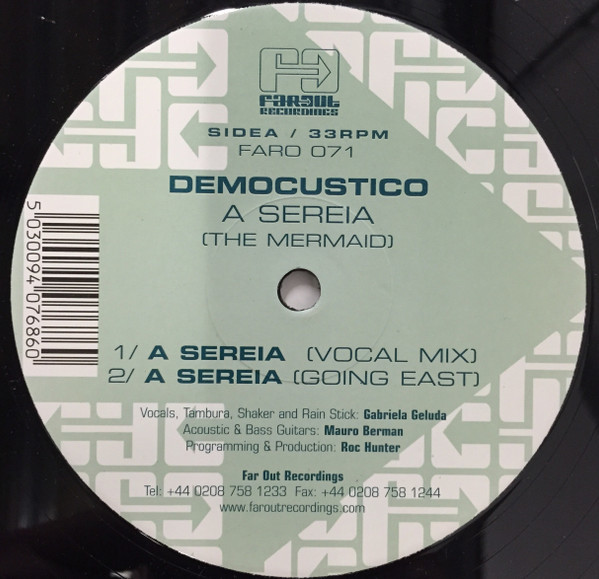 FAROUT
RECORDINGS
SIDEA / 33RPM
FARO 071
DEMOCUSTICO
A SEREIA
(THE MERMAID)
5 030094 076860
1/ A SEREIA (VOCAL MIX)
2/ A SEREIA (GOING EAST)
Vocals, Tambura, Shaker and Rain Stick: Gabriela Geluda
Acoustic & Bass Guitars: Mauro Berman
Programming & Production: Roc Hunter
Far Out Recordings
Tel: +44 0208 758 1233 Fax: +44 0208 758 1244
www.faroutrecordings.com